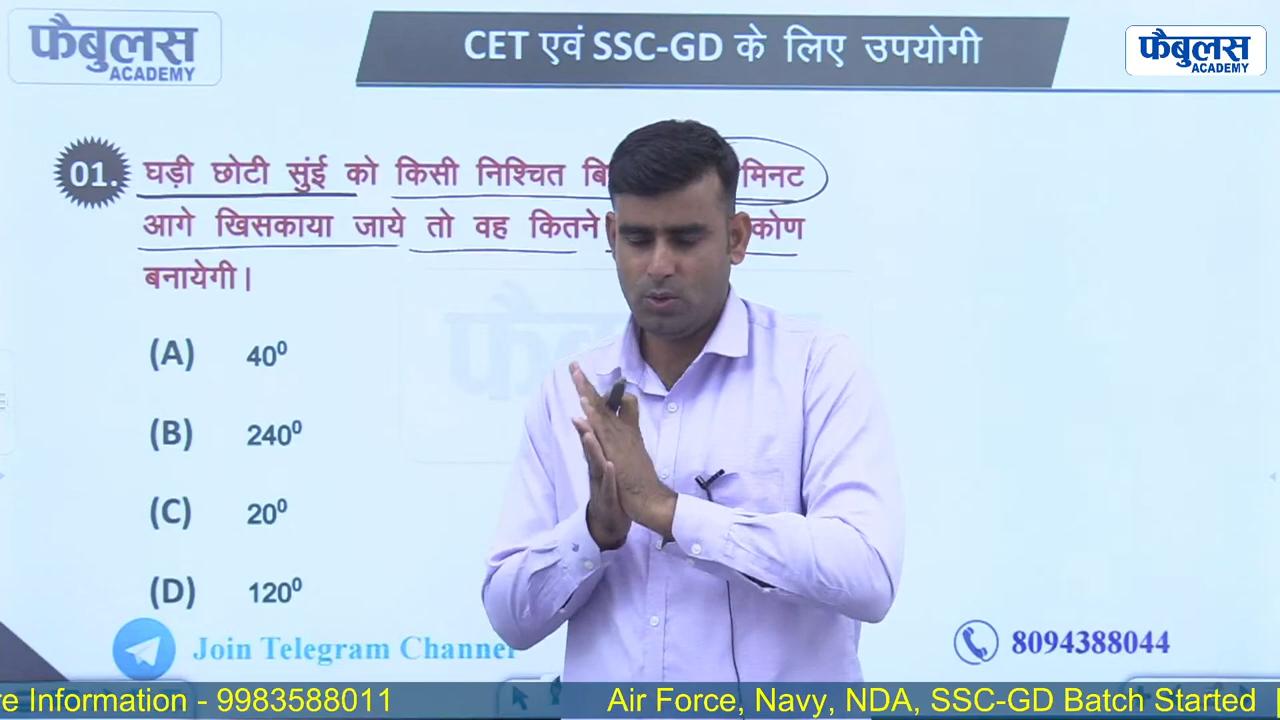 फैबुलस
ACADEMY
CET एवं SSC-GD के लिए उपयोगी
फैबुलस
ACADEMY
01. घड़ी छोटी सुंई को किसी निश्चित मिनट
आगे खिसकाया जाये तो वह कितने कोण
बनायेगी।
(A) 40⁰
(B) 240⁰
(C) 20⁰
(D) 120⁰
Join Telegram Channel
8094388044
Information - 9983588011 Air Force, Navy, NDA, SSC-GD Batch Started